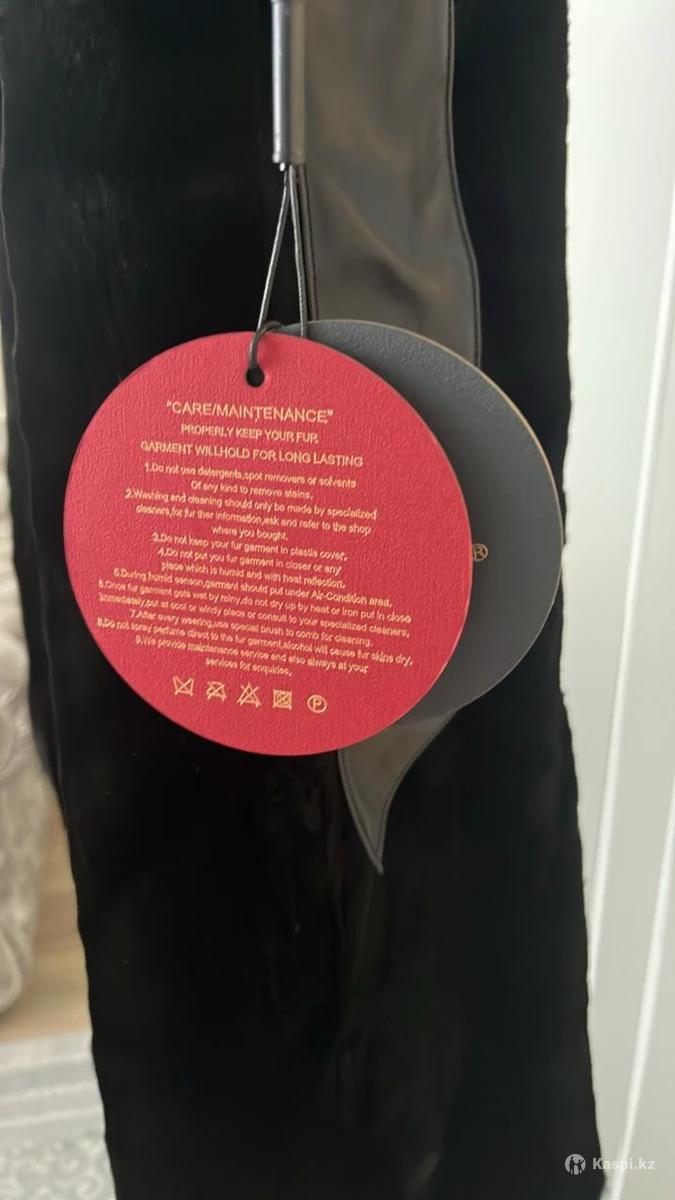 "CARE/MAINTENANCE"
PROPERLY KEEP YOUR FUR
GARMENT WILLHOLD FOR LONG LASTING
1.Do not use detergents,spot removers or solvents
Of any kind to remove stains,
2.Washing and cleaning should only be made by specialized
cleaners,for fur ther information,ask and refer to the shop
where you bought.
3.Do not keep your fur garment in plastic cover,
4.Do not put you fur garment in closer or any
place which is humid and with heat reflection,
5.During humid senson,garment should put under Air-Condition area,
6.Once fur garment gets wet by rainy,do not dry up by heat or iron put in close
immedeately,put at cool or windy place or consult to your specialized cleaners,
7.After every wearing,use special brush to comb for cleaning,
8.Do not spray perfume direct to the fur garment,alcohol will cause fur skins dry,
9.We provide maintenance service and also always at your
services for enquiries,
P
®
Kaspi.kz